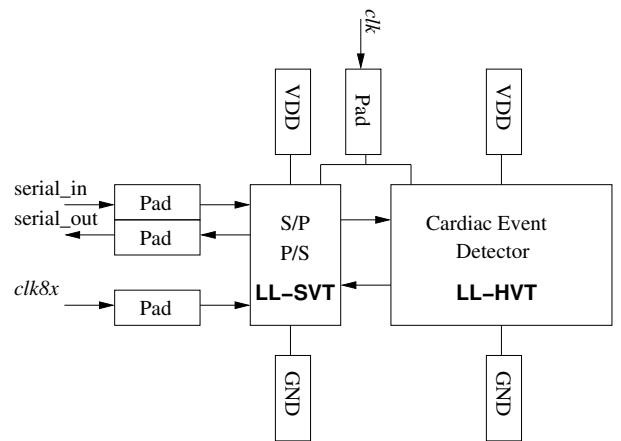 clk
VDD
Pad
VDD
serial_in
Pad
serial_out
Pad
S/P
P/S
LL-SVT
Cardiac Event
Detector
LL-HVT
clk8x
Pad
GND
GND